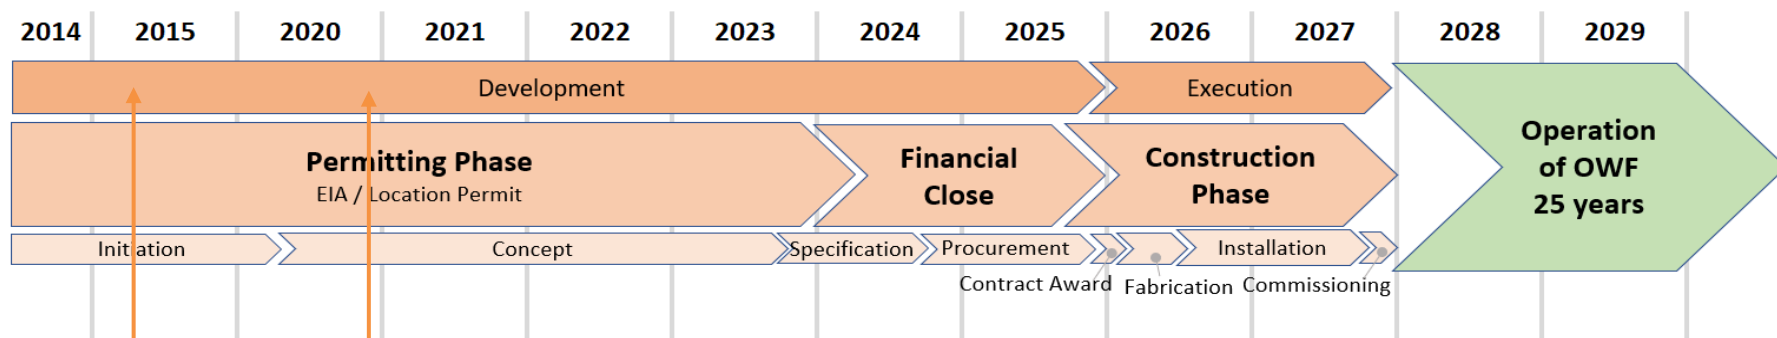 2014 2015 2020 2021 2022 2023 2024 2025 2026 2027 2028 2029
Development Execution
Permitting Phase
EIA / Location Permit
Financial
Close
Construction
Phase
Operation
of OWF
25 years
Initiation Concept Specification Procurement Installation
Contract Award Fabrication Commissioning